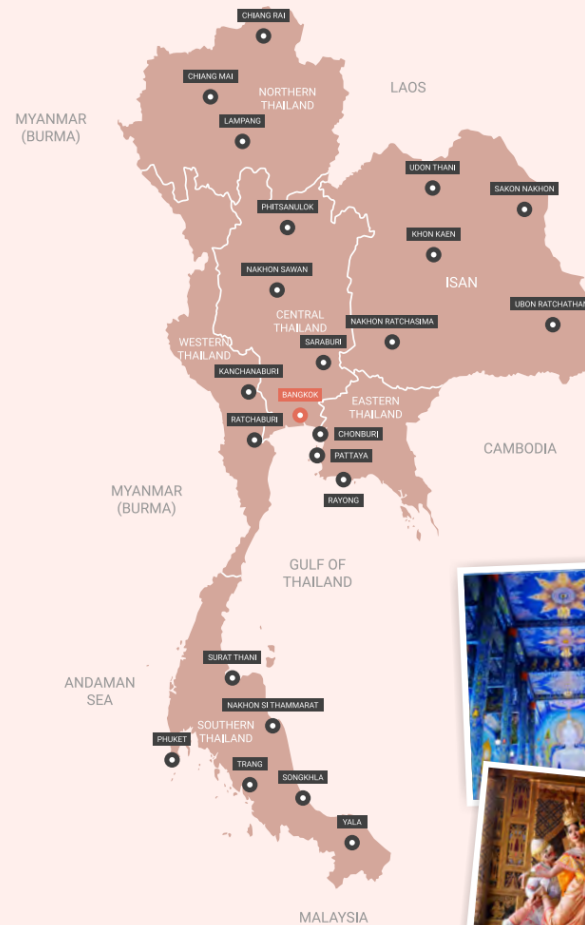 CHIANG RAI
CHIANG MAI
NORTHERN
THAILAND
LAOS
MYANMAR
(BURMA)
LAMPANG
UDON THANI
SAKON NAKHON
PHITSANULOK
KHON KAEN
NAKHON SAWAN
ISAN
UBON RATCHATHAN
CENTRAL
THAILAND
NAKHON RATCHASIMA
WESTERN
THAILAND
SARABURI
KANCHANABURI
BANGKOK
EASTERN
THAILAND
RATCHABURI
CHONBURI
CAMBODIA
PATTAYA
MYANMAR
(BURMA)
RAYONG
GULF OF
THAILAND
SURAT THANI
ANDAMAN
SEA
NAKHON SI THAMMARAT
SOUTHERN
THAILAND
PHUKET
TRANG
SONGKHLA
YALA
MALAYSIA